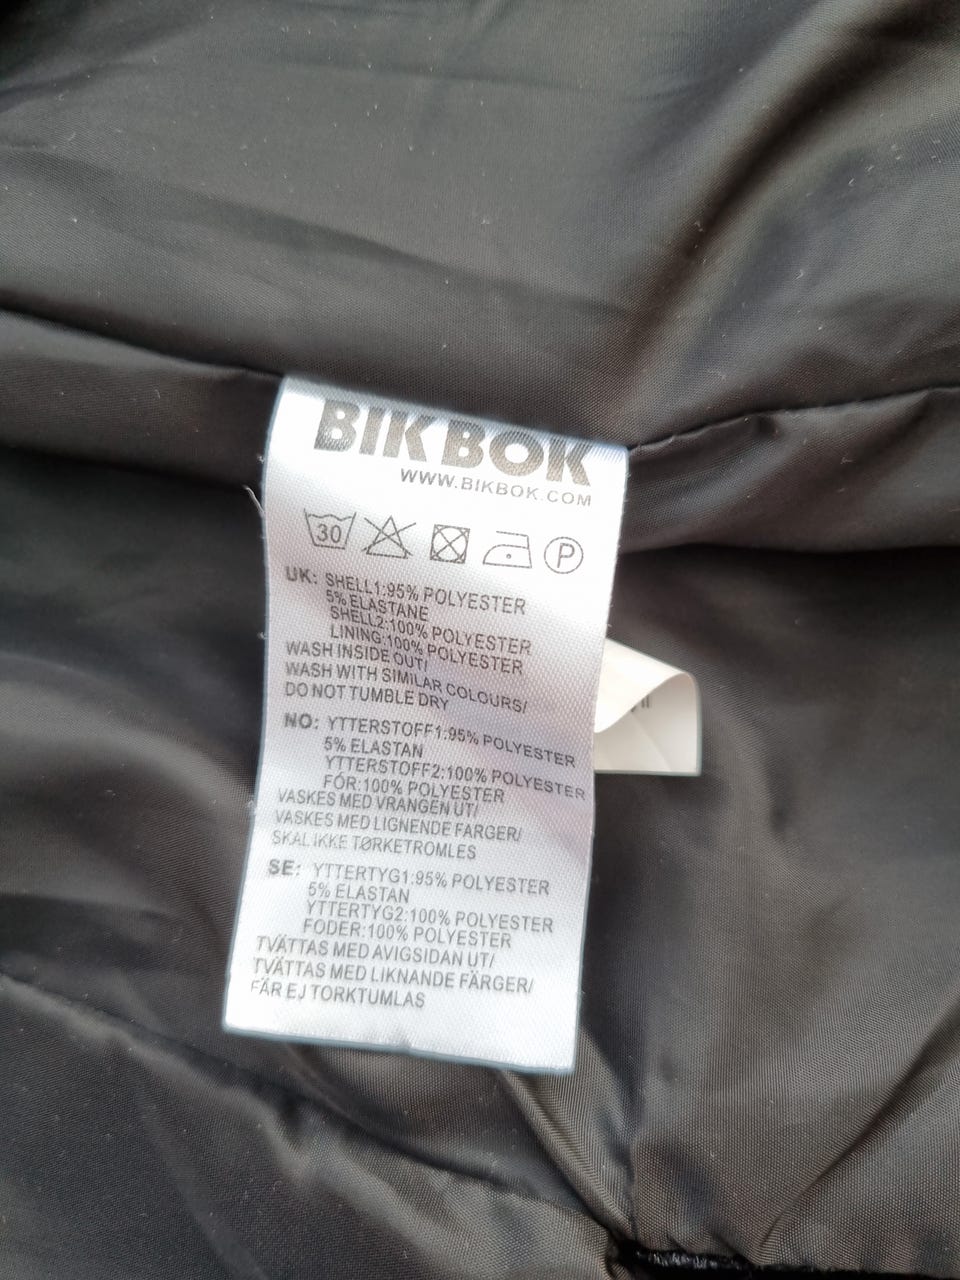 BIK BOK
WWW.BIKBOK.COM
30 P
UK: SHELL1:95% POLYESTER
5% ELASTANE
SHELL2:100% POLYESTER
LINING:100% POLYESTER
WASH INSIDE OUT/
WASH WITH SIMILAR COLOURS/
DO NOT TUMBLE DRY
NO: YTTERSTOFF1:95% POLYESTER
5% ELASTAN
YTTERSTOFF2:100% POLYESTER
FÓR:100% POLYESTER
VASKES MED VRANGEN UT/
VASKES MED LIGNENDE FARGER/
SKAL IKKE TØRKETROMLES
SE: YTTERTYG1:95% POLYESTER
5% ELASTAN
YTTERTYG2:100% POLYESTER
FODER:100% POLYESTER
TVÄTTAS MED AVIGSIDAN UT/
TVÄTTAS MED LIKNANDE FÄRGER/
FÄR EJ TORKTUMLAS